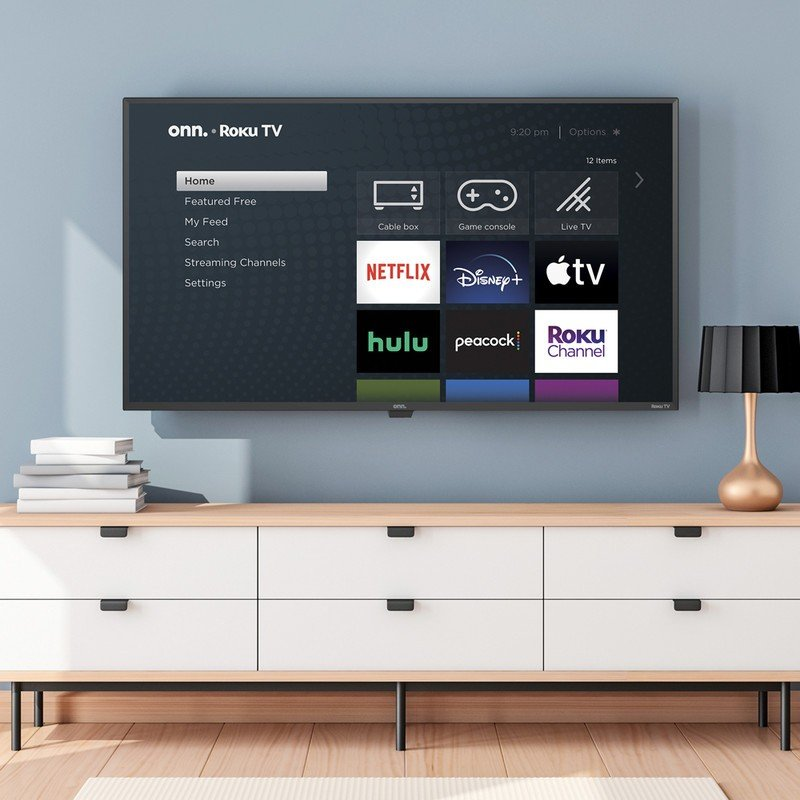 onn. • Roku TV
9:20 pm | Options *
12 Items
Home
Featured Free
My Feed
Search
Streaming Channels
Settings
Cable box
Game console
Live TV
NETFLIX
Disney+
tv
hulu
peacock
Roku
Channel
onn.
Roku TV